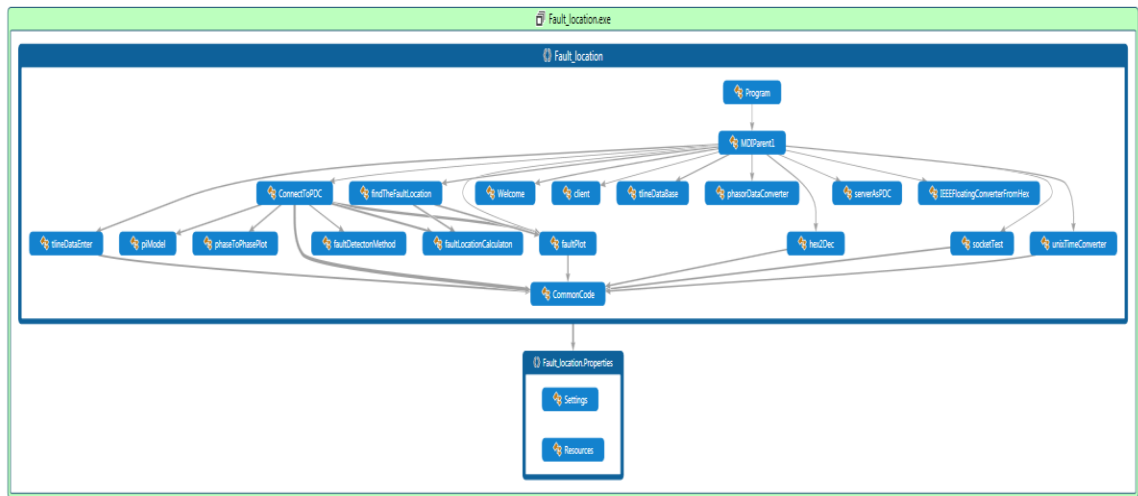 Fault_location.exe
Fault_location
Program
MDIParent1
ConnectToPDC
findTheFaultLocation
Welcome
client
tlineDataBase
phasorDataConverter
serverAsPDC
IEEEFloatingConverterFromHex
tlineDataEnter
piModel
phaseToPhasePlot
faultDetectonMethod
faultLocationCalculaton
faultPlot
hex2Dec
socketTest
unixTimeConverter
CommonCode
Fault_location.Properties
Settings
Resources